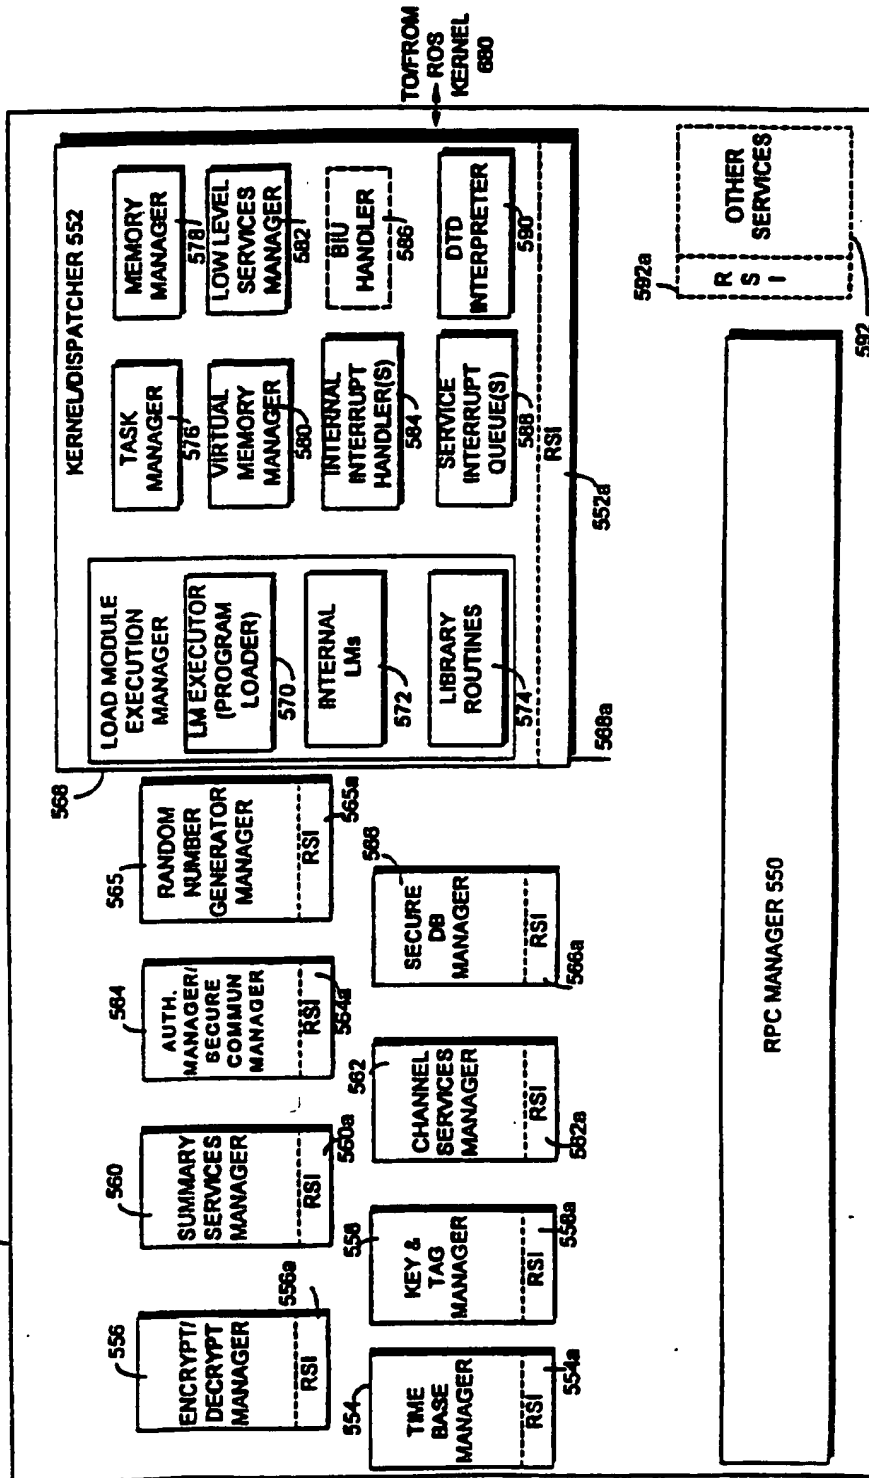 KERNEL/DISPATCHER 552
568
LOAD MODULE
EXECUTION
MANAGER
LM EXECUTOR
(PROGRAM
LOADER)
570
INTERNAL
LMs
572
LIBRARY
ROUTINES
574
568a
TASK
MANAGER
576
VIRTUAL
MEMORY
MANAGER
580
INTERNAL
INTERRUPT
HANDLER(S)
584
SERVICE
INTERRUPT
QUEUE(S)
588
MEMORY
MANAGER
578
LOW LEVEL
SERVICES
MANAGER
582
BIU
HANDLER
586
DTD
INTERPRETER
590
RSI
552a
TO/FROM
ROS
KERNEL
680
556
ENCRYPT/
DECRYPT
MANAGER
RSI
556a
560
SUMMARY
SERVICES
MANAGER
RSI
560a
564
AUTH.
MANAGER/
SECURE
COMMUN
MANAGER
RSI
564a
565
RANDOM
NUMBER
GENERATOR
MANAGER
RSI
565a
554
TIME
BASE
MANAGER
RSI
554a
558
KEY &
TAG
MANAGER
RSI
558a
562
CHANNEL
SERVICES
MANAGER
RSI
562a
566
SECURE
DB
MANAGER
RSI
566a
RPC MANAGER 550
592a
R
S
I
OTHER
SERVICES
592